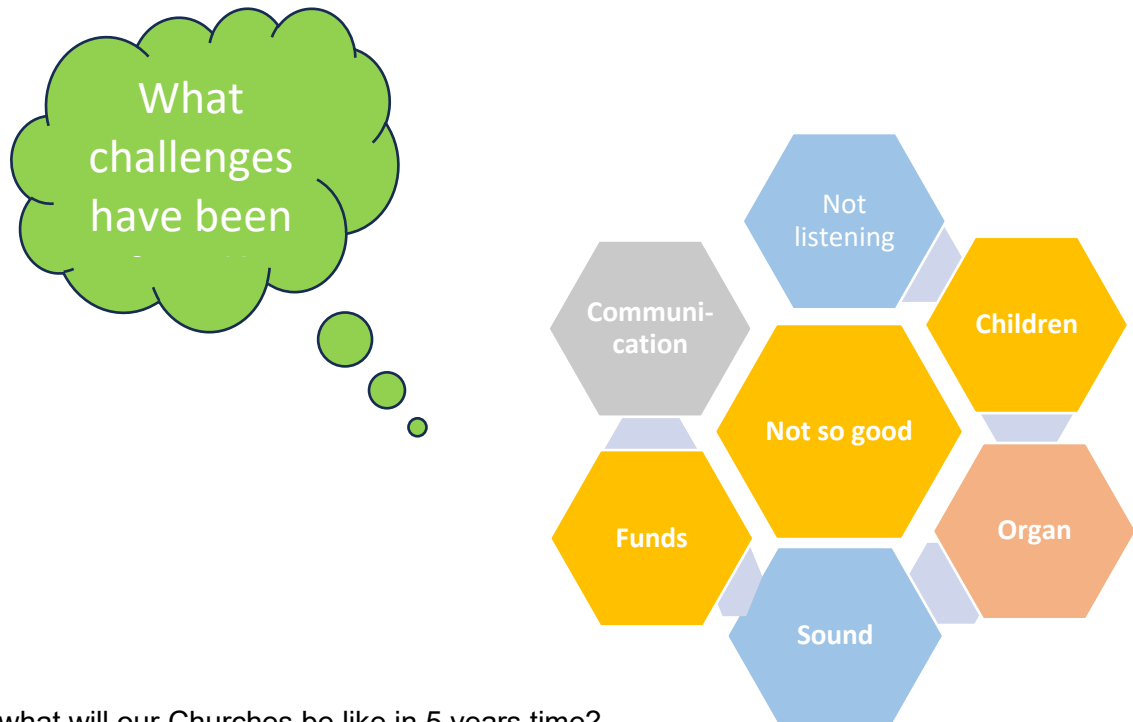 What
challenges
have been
Not
listening
Communi-
cation
Children
Not so good
Funds
Organ
Sound
what will our Churches be like in 5 years time?